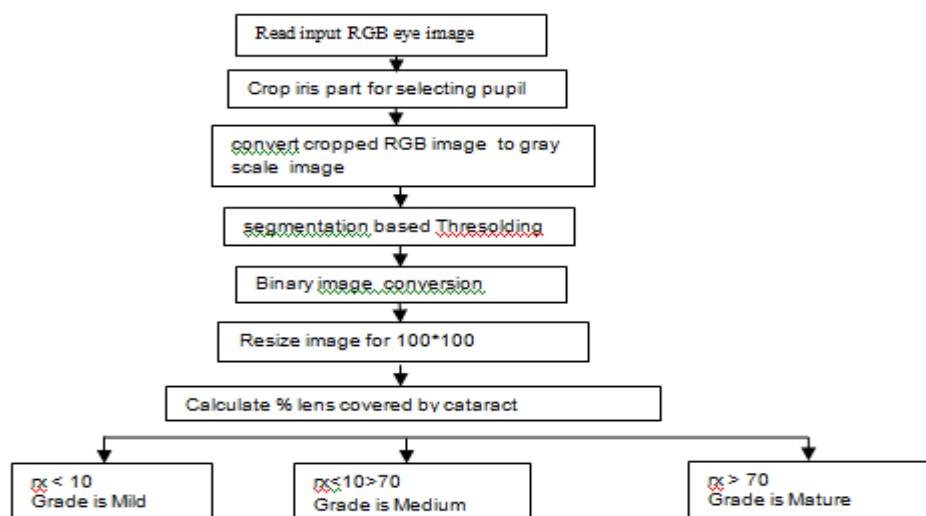 Read input RGB eye image
Crop iris part for selecting pupil
convert cropped RGB image to gray
scale image
segmentation based Thresolding
Binary image conversion
Resize image for 100*100
Calculate % lens covered by cataract
rx < 10
Grade is Mild
rx<10>70
Grade is Medium
rx > 70
Grade is Mature